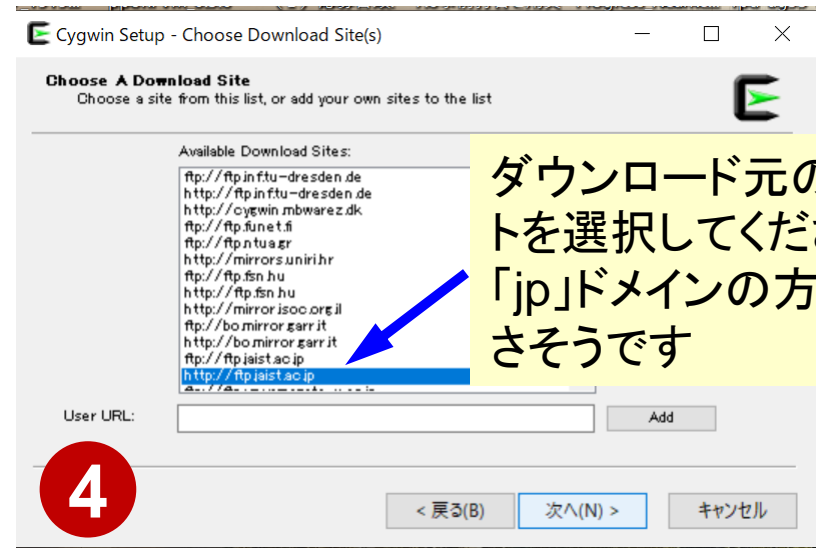 Cygwin Setup - Choose Download Site(s)
Choose A Download Site
Choose a site from this list, or add your own sites to the list
Available Download Sites:
ftp://ftp.inf.tu-dresden.de
http://ftp.inf.tu-dresden.de
http://cygwin.mbwarez.dk
ftp://ftp.funet.fi
ftp://ftp.ntua.gr
http://mirrors.uniri.hr
ftp://ftp.fsn.hu
http://ftp.fsn.hu
http://mirror.isoc.org.il
ftp://bo.mirror.garr.it
http://bo.mirror.garr.it
ftp://ftp.jaist.ac.jp
http://ftp.jaist.ac.jp
ダウンロード元の
トを選択してくださ
「jp」ドメインの方
さそうです
User URL:
Add
4
< 戻る(B)
次へ(N) >
キャンセル